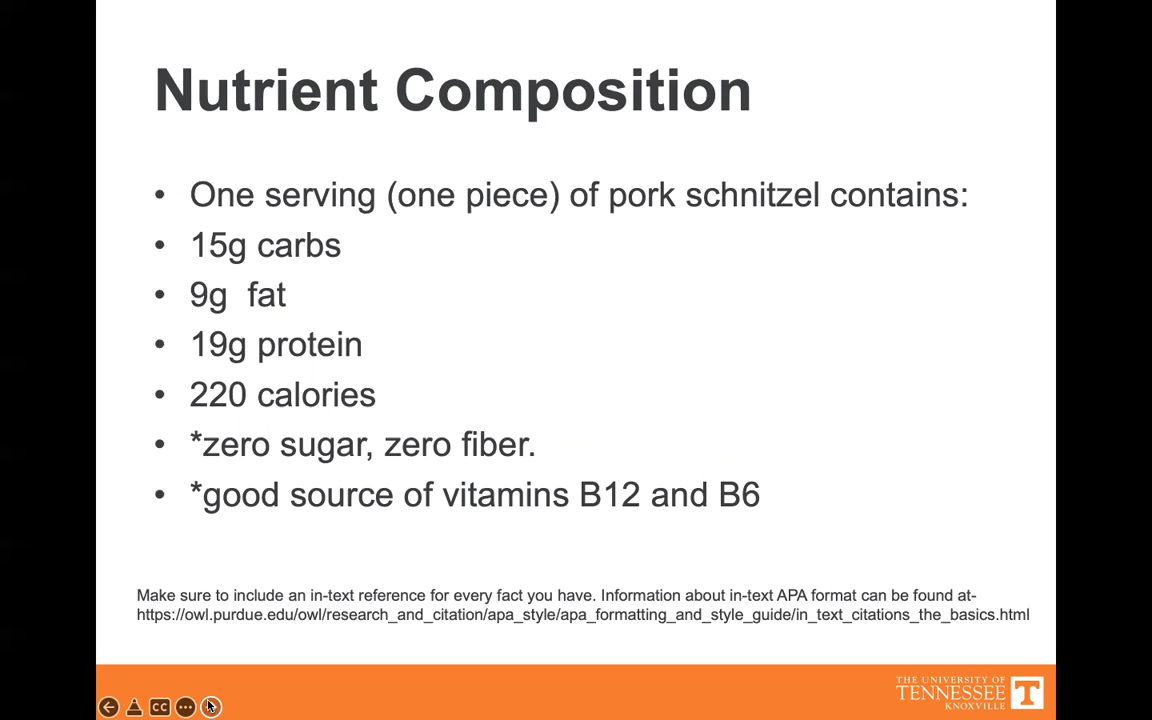 Nutrient Composition
• One serving (one piece) of pork schnitzel contains:
• 15g carbs
• 9g  fat
• 19g protein
• 220 calories
• *zero sugar, zero fiber.
• *good source of vitamins B12 and B6
Make sure to include an in-text reference for every fact you have. Information about in-text APA format can be found at-
https://owl.purdue.edu/owl/research_and_citation/apa_style/apa_formatting_and_style_guide/in_text_citations_the_basics.html
THE UNIVERSITY OF
TENNESSEE
KNOXVILLE
T
CC